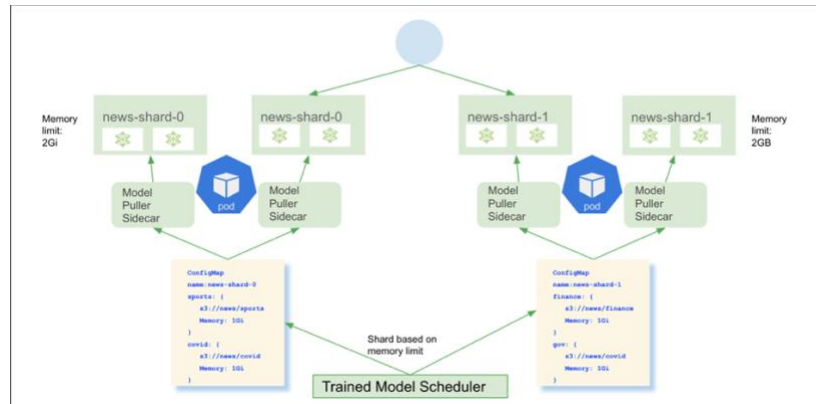 news-shard-0
news-shard-0
news-shard-1
news-shard-1
Memory
limit:
2Gi
Memory
limit:
2GB
Model
Puller
Sidecar
pod
Model
Puller
Sidecar
Model
Puller
Sidecar
pod
Model
Puller
Sidecar
ConfigMap
name:news-shard-0
sports: {
s3://news/sports
Memory: 1Gi
}
covid: {
s3://news/covid
Memory: 1Gi
}
ConfigMap
name:news-shard-1
finance: {
s3://news/finance
Memory: 1Gi
}
gov: {
s3://news/covid
Memory: 1Gi
}
Shard based on
memory limit
Trained Model Scheduler